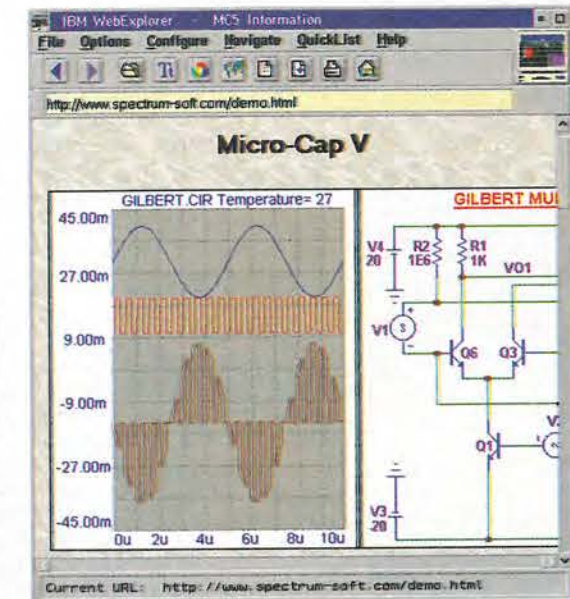 IBM WebExplorer - MC5 Information
File Options Configure Navigate QuickList Help
http://www.spectrum-soft.com/demo.html
Micro-Cap V
GILBERT.CIR Temperature= 27
45.00m
27.00m
9.00m
-9.00m
-27.00m
-45.00m
0u 2u 4u 6u 8u 10u
GILBERT MUL
V4
20
R2
1E6
R1
1K
VO1
V1
S
Q6
Q3
Q1
V3
20
Current URL: http://www.spectrum-soft.com/demo.html